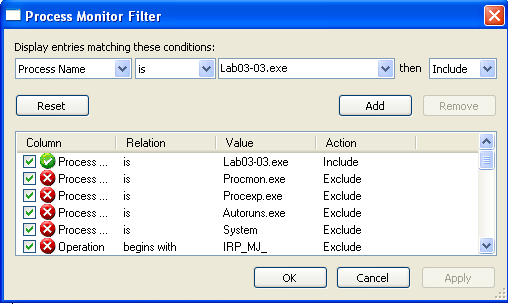 Process Monitor Filter
Display entries matching these conditions:
Process Name is Lab03-03.exe then Include
Reset Add Remove
Column Relation Value Action
Process ... is Lab03-03.exe Include
Process ... is Procmon.exe Exclude
Process ... is Procexp.exe Exclude
Process ... is Autoruns.exe Exclude
Process ... is System Exclude
Operation begins with IRP_MJ_ Exclude
OK Cancel Apply